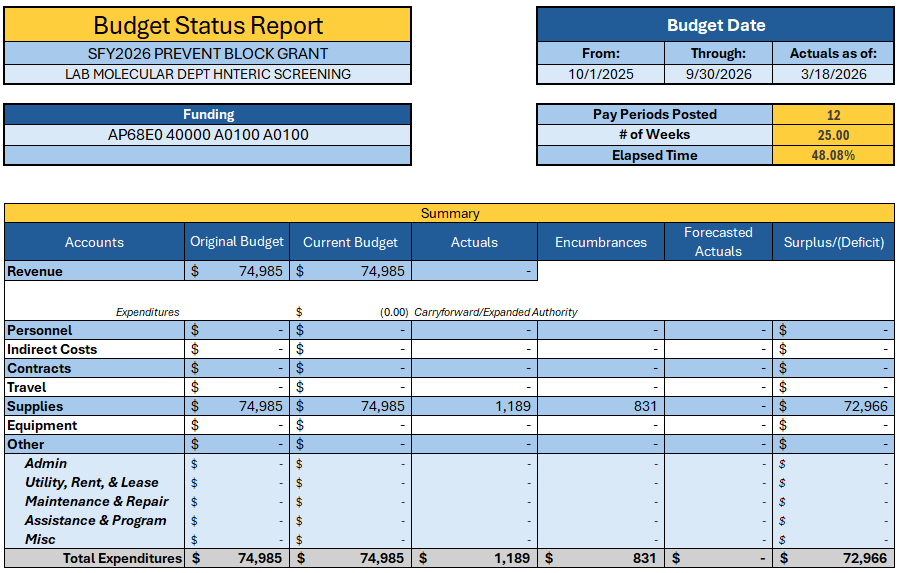 Budget Status Report
SFY2026 PREVENT BLOCK GRANT
LAB MOLECULAR DEPT HNTERIC SCREENING
Budget Date
From: Through: Actuals as of:
10/1/2025 9/30/2026 3/18/2026
Funding
AP68E0 40000 A0100 A0100
Pay Periods Posted 12
# of Weeks 25.00
Elapsed Time 48.08%
Summary
Accounts Original Budget Current Budget Actuals Encumbrances Forecasted Actuals Surplus/(Deficit)
Revenue $ 74,985 $ 74,985 -
Expenditures $ (0.00) Carryforward/Expanded Authority
Personnel $ - $ - - - - $ -
Indirect Costs $ - $ - - - - $ -
Contracts $ - $ - - - - $ -
Travel $ - $ - - - - $ -
Supplies $ 74,985 $ 74,985 1,189 831 - $ 72,966
Equipment $ - $ - - - - $ -
Other $ - $ - - - - $ -
Admin $ - $ - - - - $ -
Utility, Rent, & Lease $ - $ - - - - $ -
Maintenance & Repair $ - $ - - - - $ -
Assistance & Program $ - $ - - - - $ -
Misc $ - $ - - - - $ -
Total Expenditures $ 74,985 $ 74,985 $ 1,189 $ 831 $ - $ 72,966